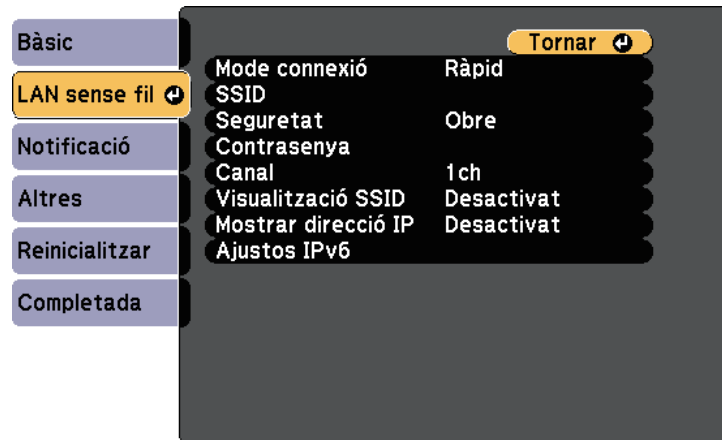 Bàsic
LAN sense fil
Notificació
Altres
Reinicialitzar
Completada
Tornar
Mode connexió Ràpid
SSID
Seguretat Obre
Contrasenya
Canal 1ch
Visualització SSID Desactivat
Mostrar direcció IP Desactivat
Ajustos IPv6